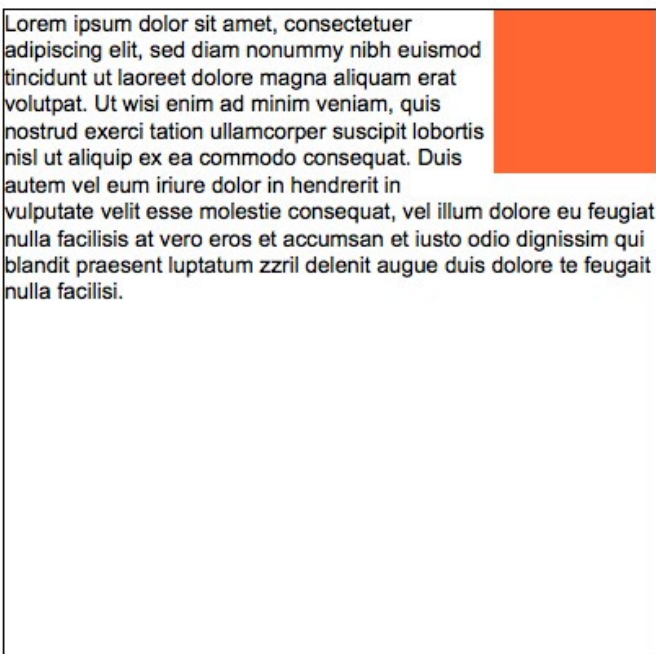 Lorem ipsum dolor sit amet, consectetuer
adipiscing elit, sed diam nonummy nibh euismod
tincidunt ut laoreet dolore magna aliquam erat
volutpat. Ut wisi enim ad minim veniam, quis
nostrud exerci tation ullamcorper suscipit lobortis
nisl ut aliquip ex ea commodo consequat. Duis
autem vel eum iriure dolor in hendrerit in
vulputate velit esse molestie consequat, vel illum dolore eu feugiat
nulla facilisis at vero eros et accumsan et iusto odio dignissim qui
blandit praesent luptatum zzril delenit augue duis dolore te feugait
nulla facilisi.